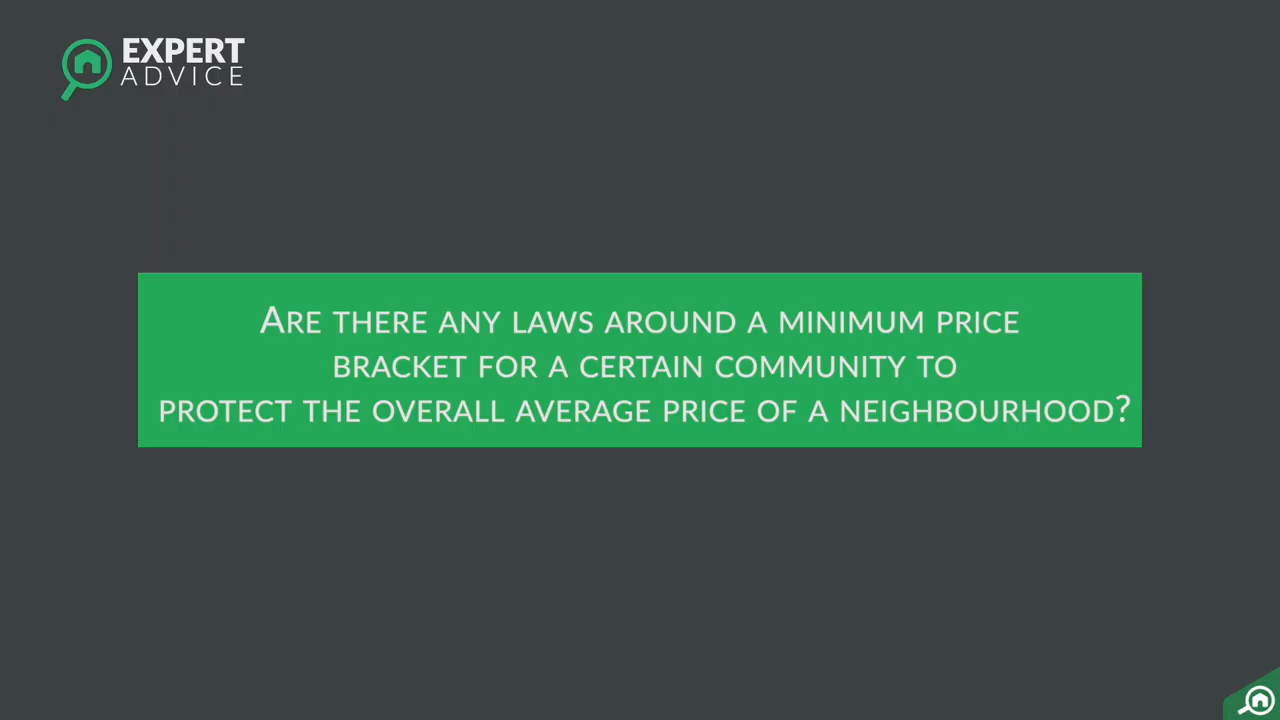 EXPERT
ADVICE
ARE THERE ANY LAWS AROUND A MINIMUM PRICE
BRACKET FOR A CERTAIN COMMUNITY TO
PROTECT THE OVERALL AVERAGE PRICE OF A NEIGHBOURHOOD?